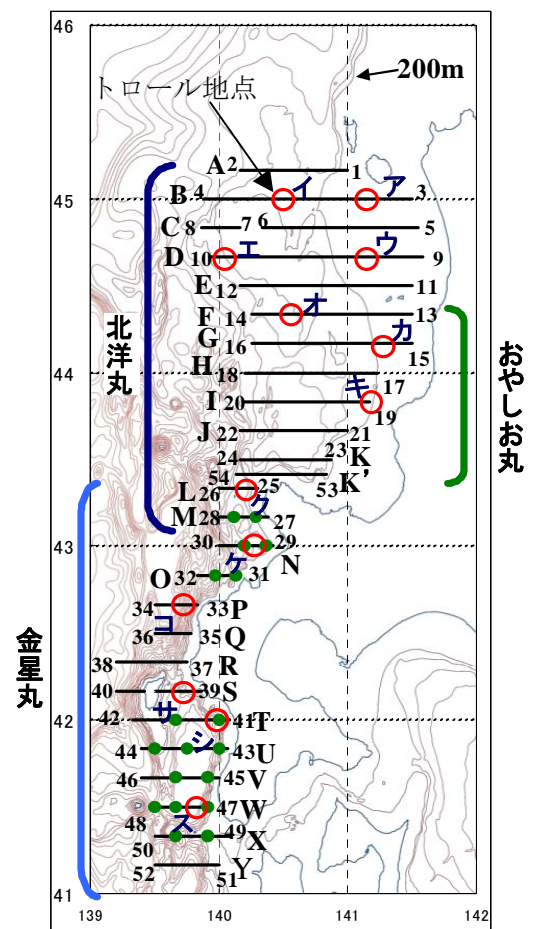 46
200m
トロール地点
A 2 1
B 4 イ ア 3
45
C 8 7 6 5
D 10 エ ウ 9
E 12 11
F 14 オ 13
G 16 カ 15
北洋丸
おやしお丸
H 18 17
44
キ
I 20 19
J 22 21
24 23 K
54 53 K'
L 26 25
ク
M 28 27
43
30 29 N
ケ
O 32 31
34 33 P
コ
36 35 Q
金星丸
38 37 R
40 39 S
サ
42
42 41 T
シ
44 43 U
46 45 V
48 47 W
ス
50 49 X
52 51 Y
41
139 140 141 142